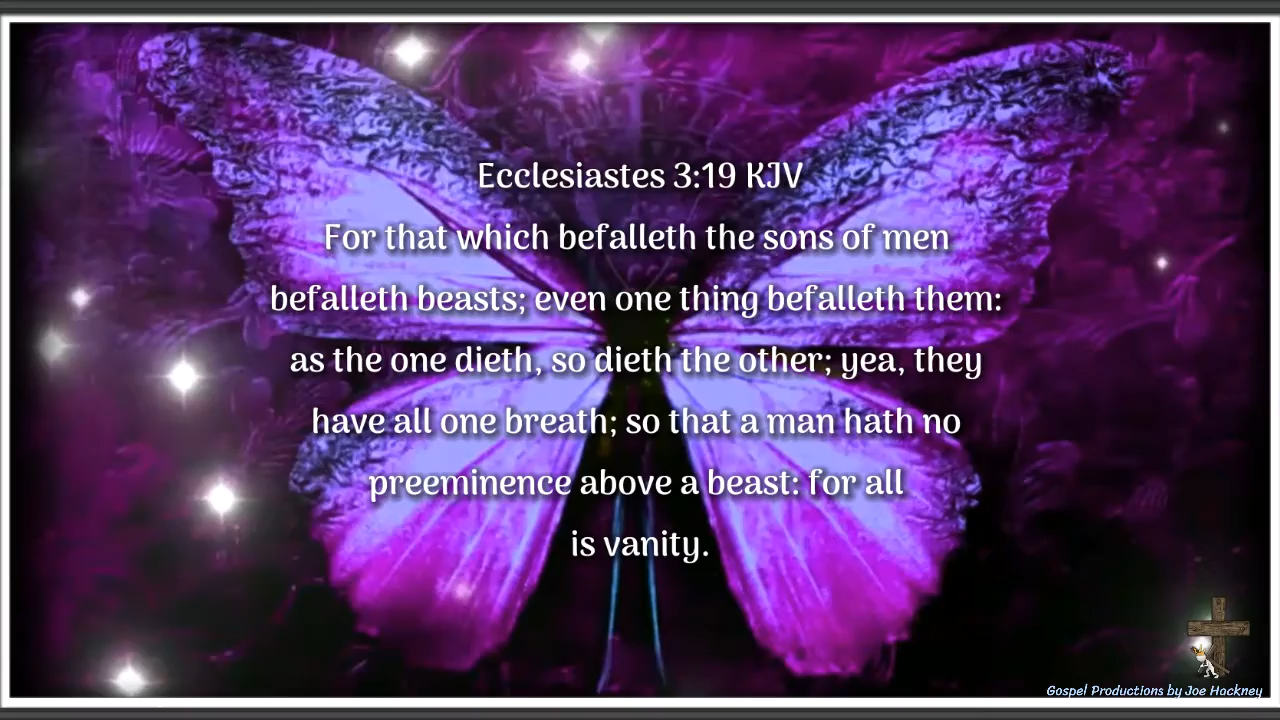 Ecclesiastes 3:19 KJV
For that which befalleth the sons of men
befalleth beasts; even one thing befalleth them:
as the one dieth, so dieth the other; yea, they
have all one breath; so that a man hath no
preeminence above a beast: for all
is vanity.
Gospel Productions by Joe Hackney